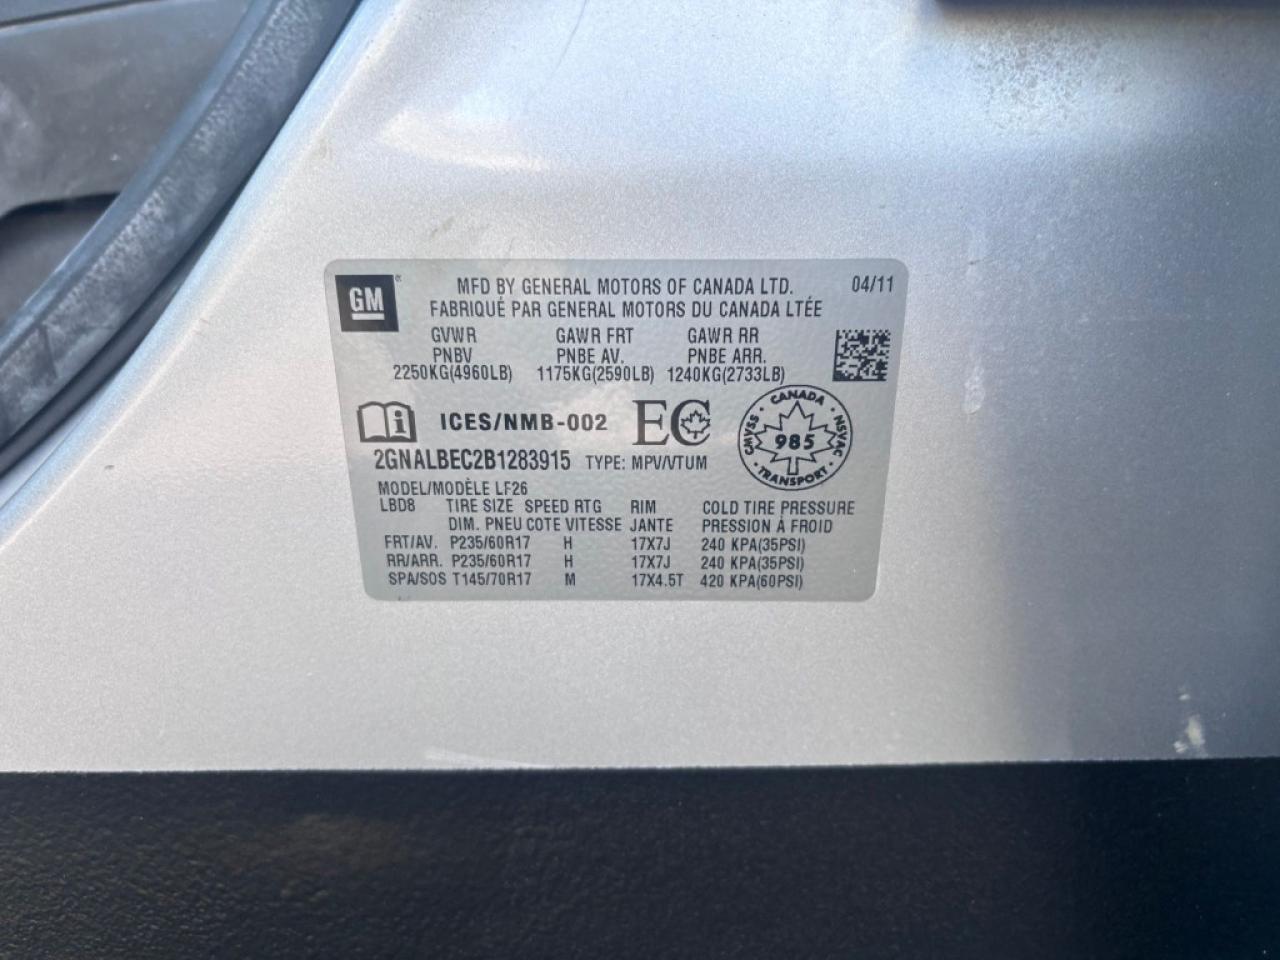 GM ® MFD BY GENERAL MOTORS OF CANADA LTD. 04/11
FABRIQUÉ PAR GENERAL MOTORS DU CANADA LTÉE
GVWR GAWR FRT GAWR RR
PNBV PNBE AV. PNBE ARR.
2250KG(4960LB) 1175KG(2590LB) 1240KG(2733LB)
ICES/NMB-002 EC
CANADA
CMVSS NSVAC
985
TRANSPORT
2GNALBEC2B1283915 TYPE: MPV/VTUM
MODEL/MODÈLE LF26
LBD8 TIRE SIZE SPEED RTG RIM COLD TIRE PRESSURE
DIM. PNEU COTE VITESSE JANTE PRESSION À FROID
FRT/AV. P235/60R17 H 17X7J 240 KPA(35PSI)
RR/ARR. P235/60R17 H 17X7J 240 KPA(35PSI)
SPA/SOS T145/70R17 M 17X4.5T 420 KPA(60PSI)